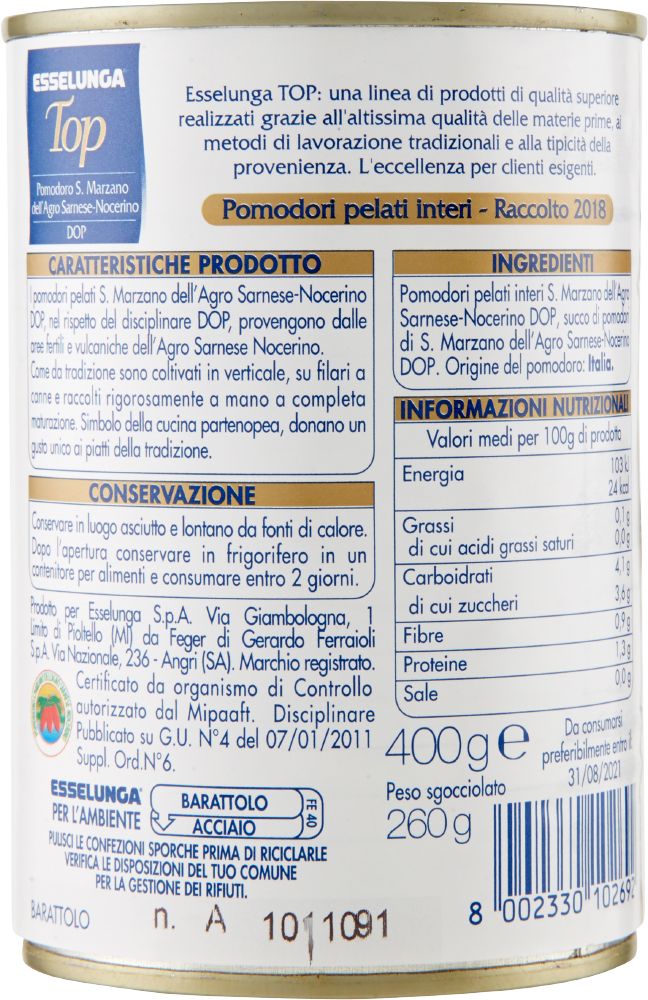 ESSELUNGA
Top
Pomodoro S. Marzano
dell'Agro Sarnese-Nocerino
DOP
Esselunga TOP: una linea di prodotti di qualità superiore
realizzati grazie all'altissima qualità delle materie prime, ai
metodi di lavorazione tradizionali e alla tipicità della
provenienza. L'eccellenza per clienti esigenti.
Pomodori pelati interi - Raccolto 2018
CARATTERISTICHE PRODOTTO
I pomodori pelati S. Marzano dell'Agro Sarnese-Nocerino
DOP, nel rispetto del disciplinare DOP, provengono dalle
aree fertili e vulcaniche dell'Agro Sarnese Nocerino.
Come da tradizione sono coltivati in verticale, su filari a
canne e raccolti rigorosamente a mano a completa
maturazione. Simbolo della cucina partenopea, donano un
gusto unico ai piatti della tradizione.
CONSERVAZIONE
Conservare in luogo asciutto e lontano da fonti di calore.
Dopo l'apertura conservare in frigorifero in un
contenitore per alimenti e consumare entro 2 giorni.
Prodotto per Esselunga S.p.A. Via Giambologna, 1
Limito di Pioltello (MI) da Feger di Gerardo Ferraioli
S.p.A. Via Nazionale, 236 - Angri (SA). Marchio registrato.
Certificato da organismo di Controllo
autorizzato dal Mipaaft. Disciplinare
Pubblicato su G.U. N°4 del 07/01/2011
Suppl. Ord.N°6.
ESSELUNGA
PER L'AMBIENTE
BARATTOLO
ACCIAIO
FE 40
PULISCI LE CONFEZIONI SPORCHE PRIMA DI RICICLARLE
VERIFICA LE DISPOSIZIONI DEL TUO COMUNE
PER LA GESTIONE DEI RIFIUTI.
BARATTOLO
n. A 10 11091
INGREDIENTI
Pomodori pelati interi S. Marzano dell'Agro
Sarnese-Nocerino DOP, succo di pomodori
di S. Marzano dell'Agro Sarnese-Nocerino
DOP. Origine del pomodoro: Italia.
INFORMAZIONI NUTRIZIONALI
Valori medi per 100g di prodotto
Energia 103 kJ
24 kcal
Grassi 0,1 g
di cui acidi grassi saturi 0,0 g
Carboidrati 4,1 g
di cui zuccheri 3,6 g
Fibre 0,9 g
Proteine 1,3 g
Sale 0,0 g
400g e
Da consumarsi
preferibilmente entro il:
31/08/2021
Peso sgocciolato
260g
8 002330 102692